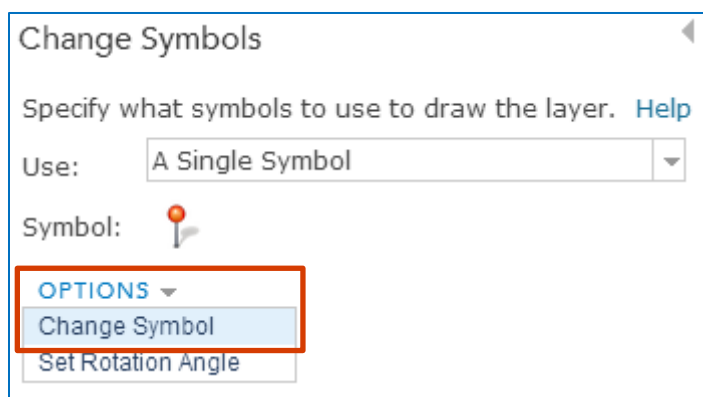 Change Symbols
Specify what symbols to use to draw the layer. Help
Use: A Single Symbol
Symbol:
OPTIONS
Change Symbol
Set Rotation Angle